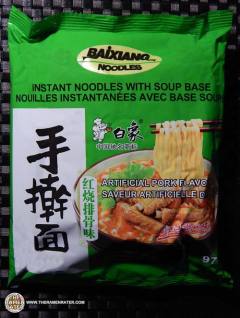 BAIXIANG
NOODLES
INSTANT NOODLES WITH SOUP BASE
NOUILLES INSTANTANÉES AVEC BASE SOUP
白象
手擀面
红烧排骨味
ARTIFICIAL PORK FLAVO
SAVEUR ARTIFICIELLE D
97
WWW.THERAMENRATER.COM